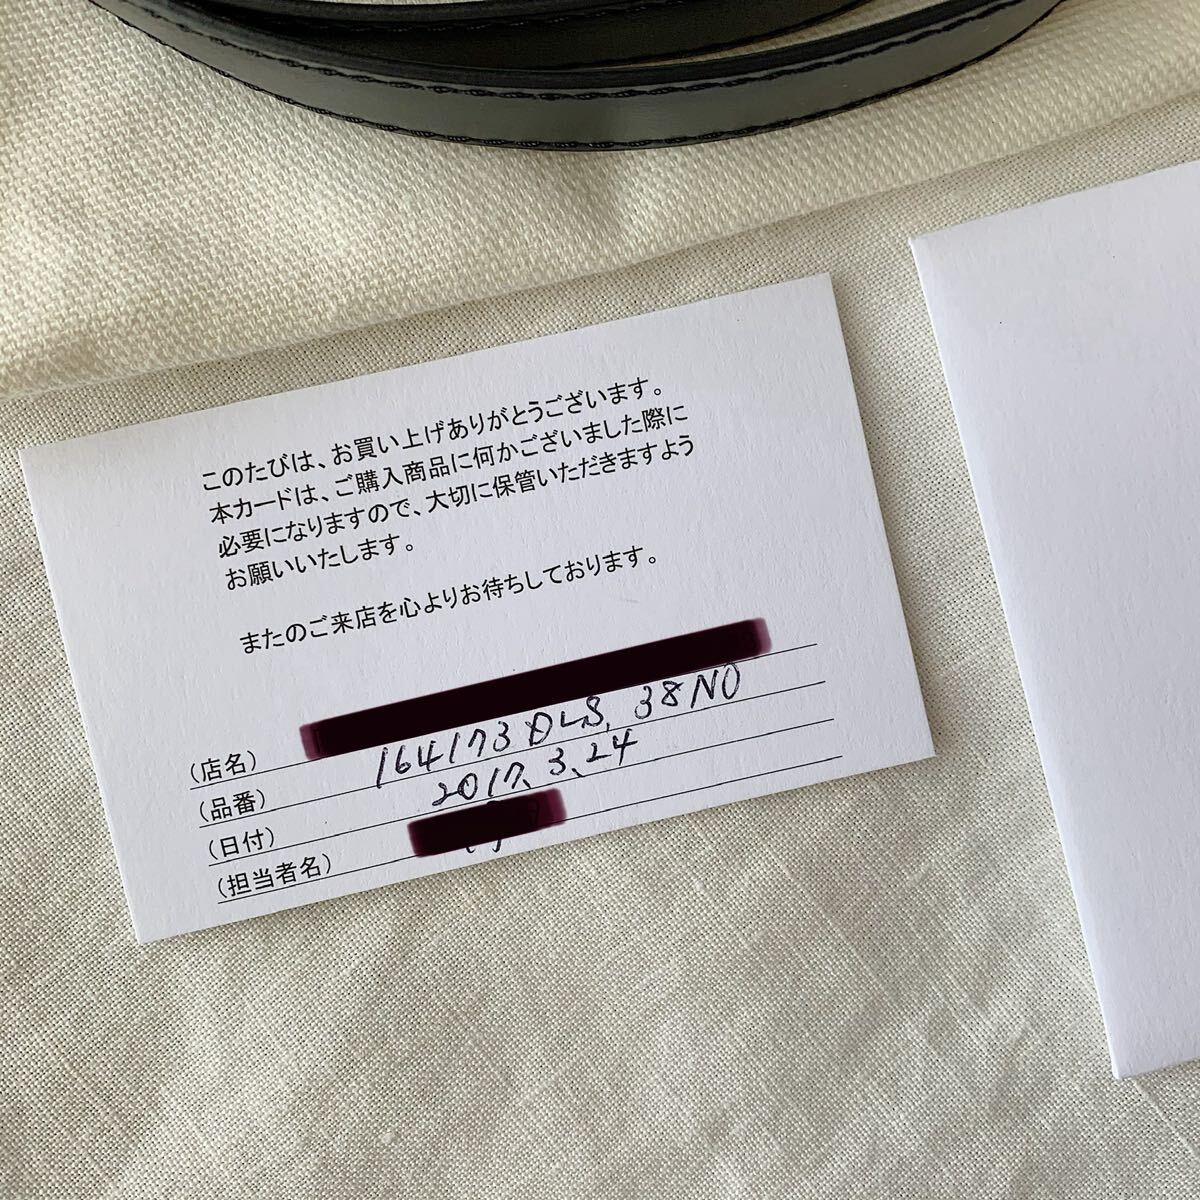 このたびは、お買い上げありがとうございます。
本カードは、ご購入商品に何かございました際に
必要になりますので、大切に保管いただきますよう
お願いいたします。
またのご来店を心よりお待ちしております。
(店名)
(品番) 164173 DLS, 38 NO
(日付) 2017. 3. 24
(担当者名)